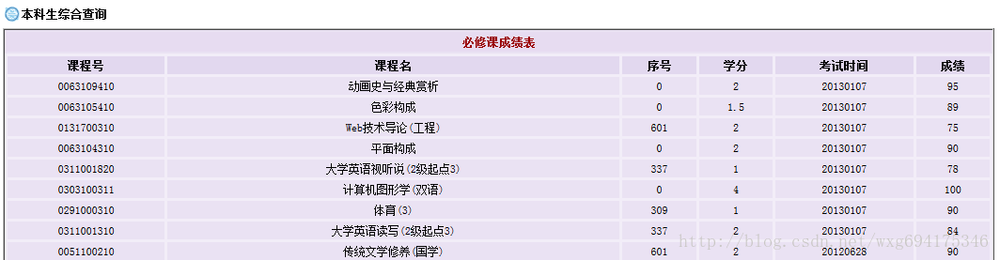 本科生综合查询
必修课成绩表
课程号 课程名 序号 学分 考试时间 成绩
0063109410 动画史与经典赏析 0 2 20130107 95
0063105410 色彩构成 0 1.5 20130107 89
0131700310 Web技术导论(工程) 601 2 20130107 75
0063104310 平面构成 0 2 20130107 90
0311001820 大学英语视听说(2级起点3) 337 1 20130107 78
0303100311 计算机图形学(双语) 0 4 20130107 100
0291000310 体育(3) 309 1 20130107 90
0311001310 大学英语读写(2级起点3) 337 2 20130107 84
http://blog.csdn.net/wxg694175346
0051100210 传统文学修养(国学) 601 2 20120628 90